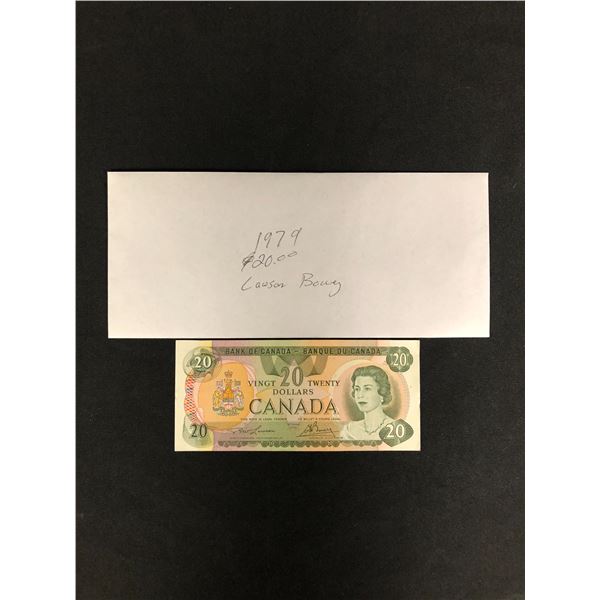 1979
$20.00
Lawson Bouey
BANK OF CANADA – BANQUE DU CANADA
20 20
VINGT 20 TWENTY
DOLLARS
CANADA
20 20